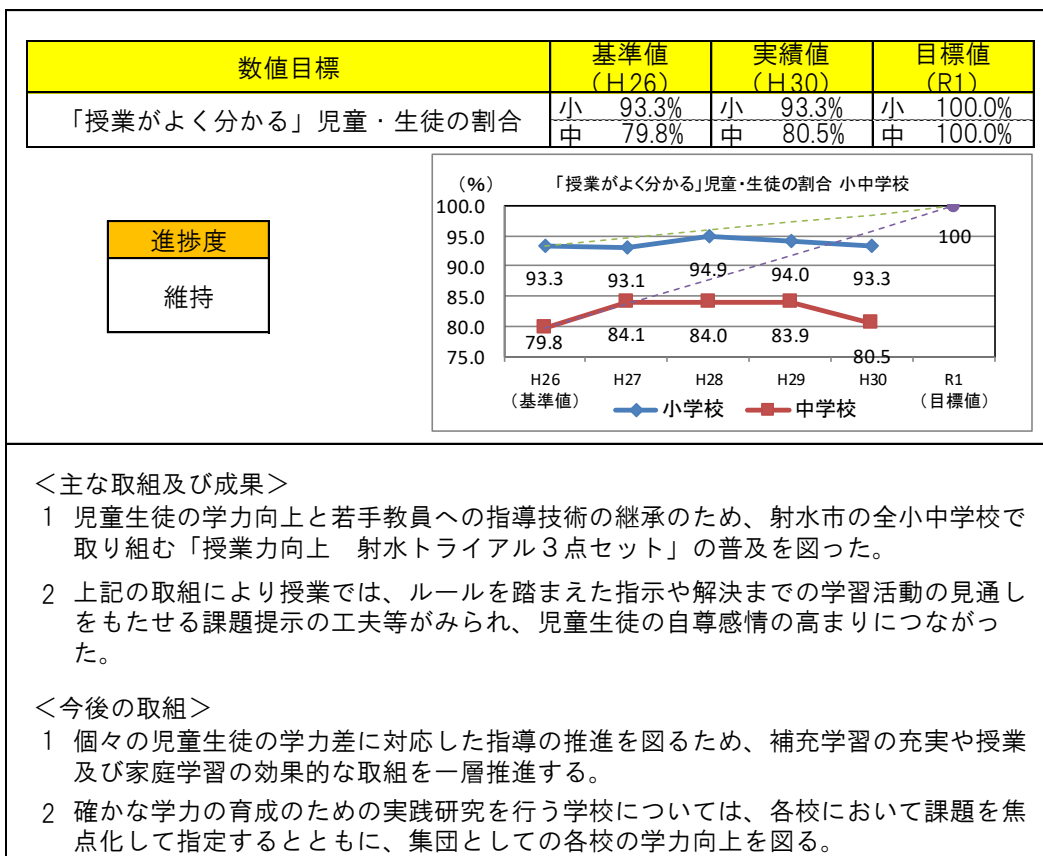 数値目標
基準値
（H26）
実績値
（H30）
目標値
（R1）
「授業がよく分かる」児童・生徒の割合
小 93.3% 小 93.3% 小 100.0%
中 79.8% 中 80.5% 中 100.0%
進捗度
維持
（%） 「授業がよく分かる」児童・生徒の割合 小中学校
100.0
95.0
90.0
85.0
80.0
75.0
93.3 93.1 94.9 94.0 93.3 100
79.8 84.1 84.0 83.9 80.5
H26 H27 H28 H29 H30 R1
（基準値） （目標値）
小学校 中学校
＜主な取組及び成果＞
1 児童生徒の学力向上と若手教員への指導技術の継承のため、射水市の全小中学校で
取り組む「授業力向上　射水トライアル３点セット」の普及を図った。
2 上記の取組により授業では、ルールを踏まえた指示や解決までの学習活動の見通し
をもたせる課題提示の工夫等がみられ、児童生徒の自尊感情の高まりにつながっ
た。
＜今後の取組＞
1 個々の児童生徒の学力差に対応した指導の推進を図るため、補充学習の充実や授業
及び家庭学習の効果的な取組を一層推進する。
2 確かな学力の育成のための実践研究を行う学校については、各校において課題を焦
点化して指定するとともに、集団としての各校の学力向上を図る。